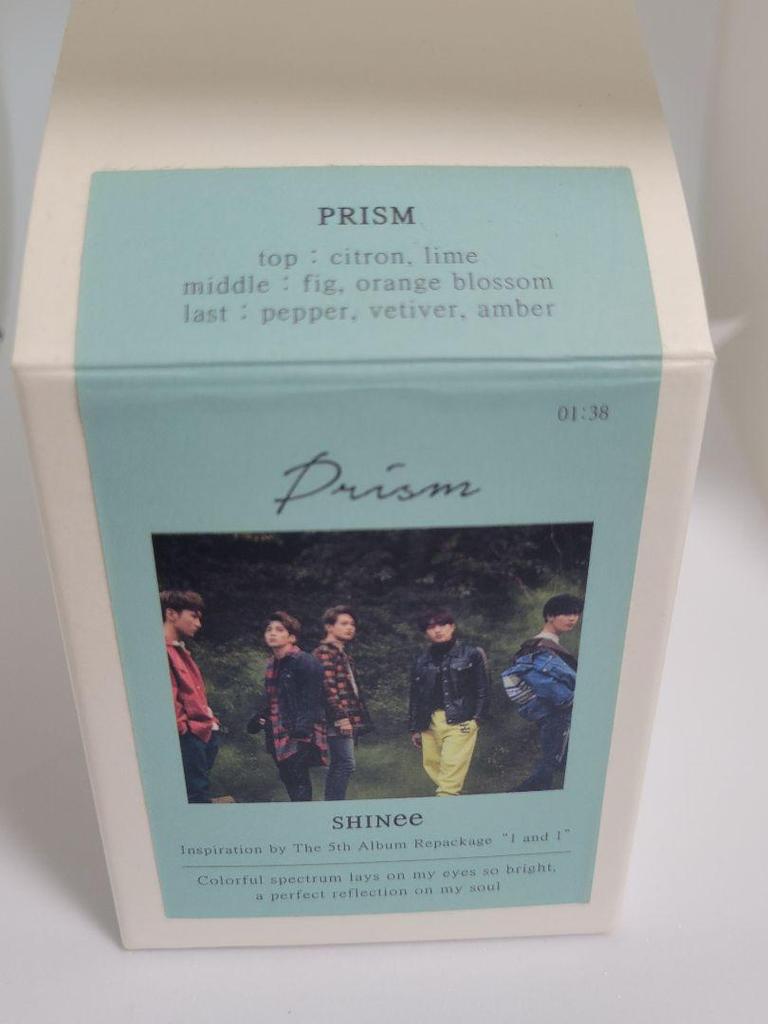 PRISM
top : citron, lime
middle : fig, orange blossom
last : pepper, vetiver, amber
01:38
Prism
SHINee
Inspiration by The 5th Album Repackage "1 and 1"
Colorful spectrum lays on my eyes so bright,
a perfect reflection on my soul